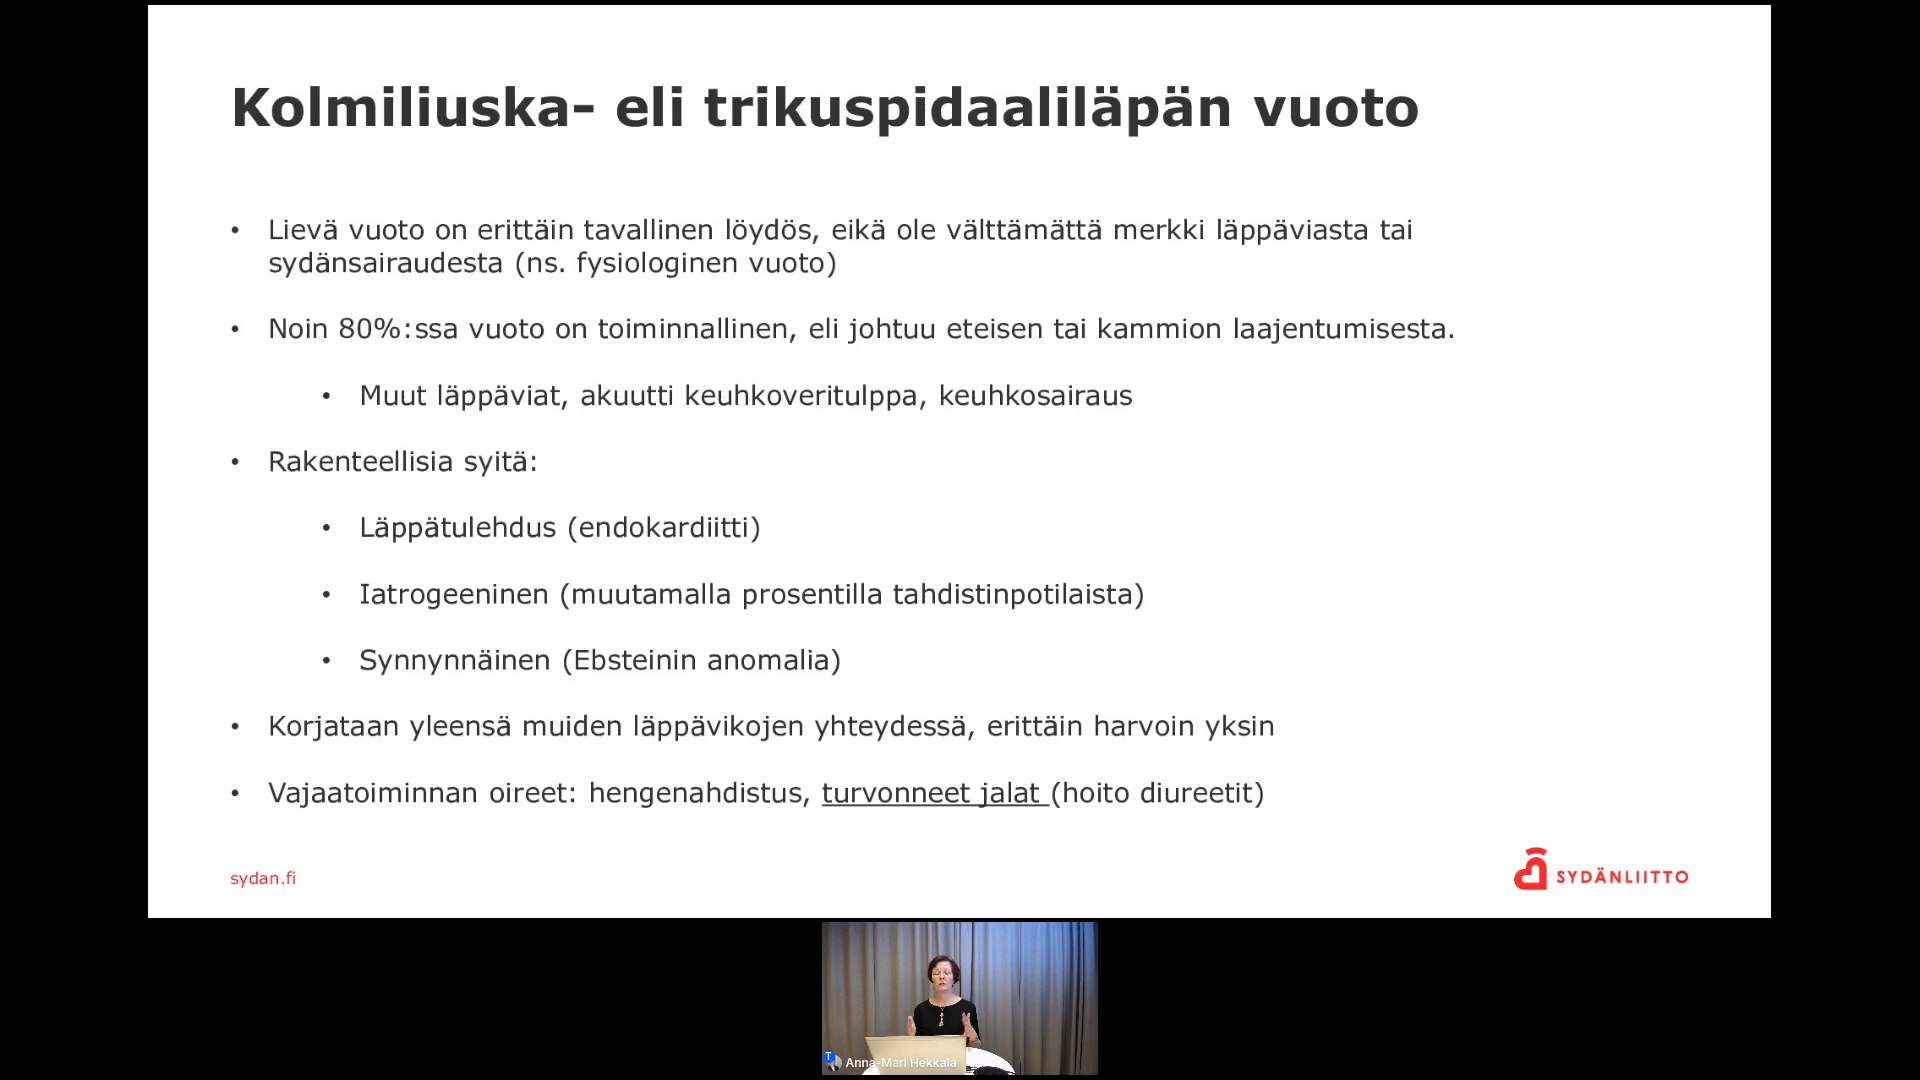 Kolmiliuska- eli trikuspidaaliläpän vuoto
• Lievä vuoto on erittäin tavallinen löydös, eikä ole välttämättä merkki läppäviasta tai
sydänsairaudesta (ns. fysiologinen vuoto)
• Noin 80%:ssa vuoto on toiminnallinen, eli johtuu eteisen tai kammion laajentumisesta.
• Muut läppäviat, akuutti keuhkoveritulppa, keuhkosairaus
• Rakenteellisia syitä:
• Läppätulehdus (endokardiitti)
• Iatrogeeninen (muutamalla prosentilla tahdistinpotilaista)
• Synnynnäinen (Ebsteinin anomalia)
• Korjataan yleensä muiden läppävikojen yhteydessä, erittäin harvoin yksin
• Vajaatoiminnan oireet: hengenahdistus, turvonneet jalat (hoito diureetit)
sydan.fi
SYDÄNLIITTO
T
Anna-Mari Hekkala